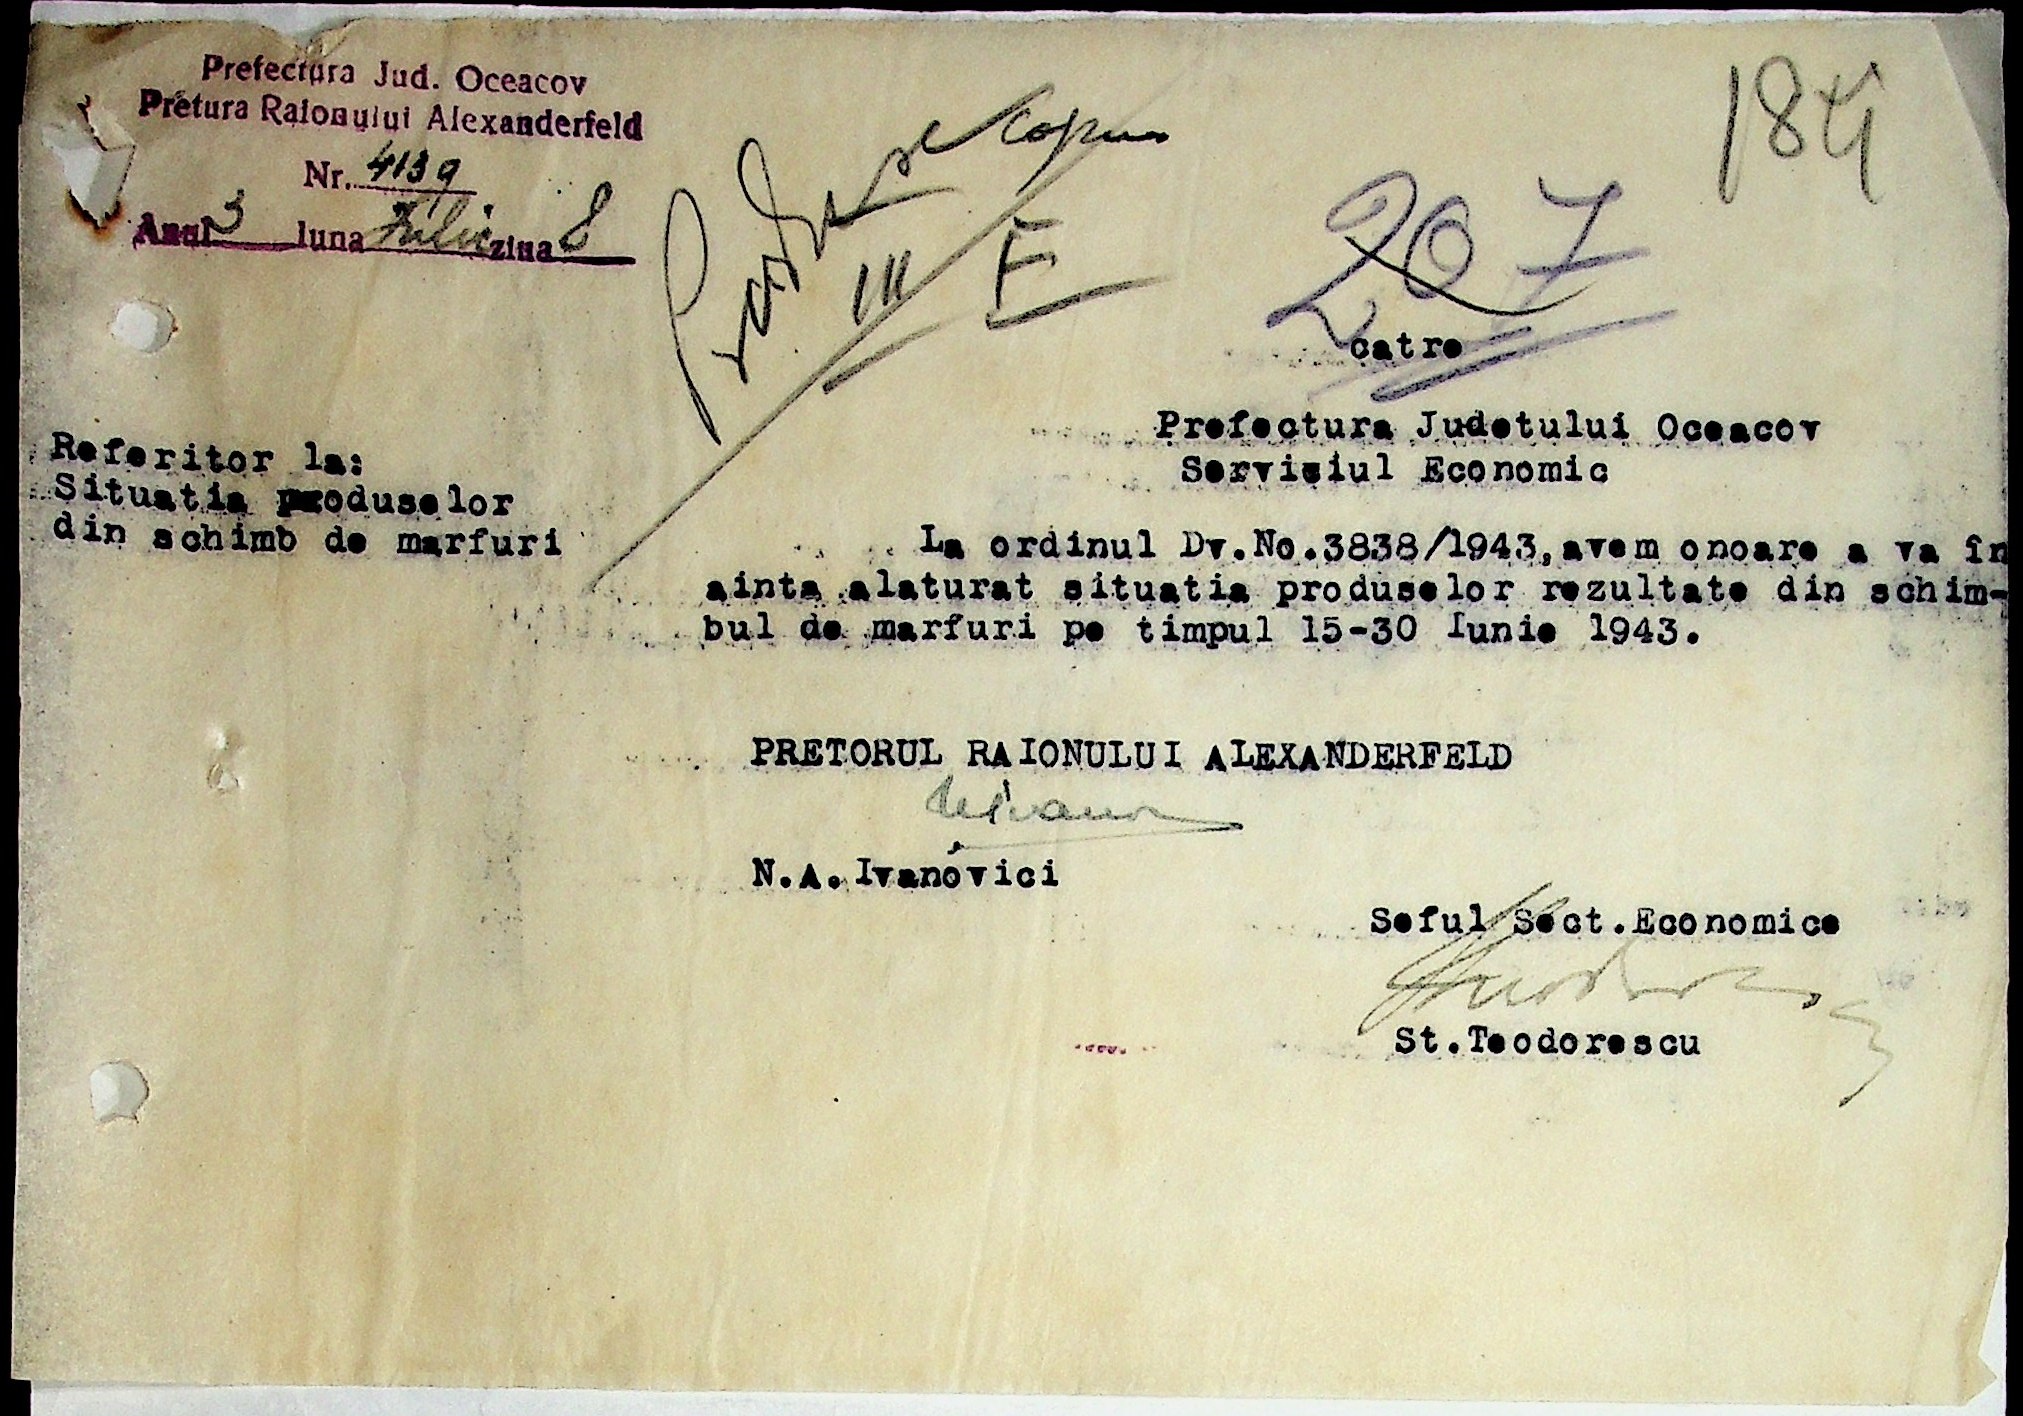 Prefectura Jud. Oceacov
Pretura Raionului Alexanderfeld
Nr. 4139
Anul 3 luna Iulie ziua 8
184
207
III
I
catre
Prefectura Judetului Oceacov
Servisiul Economic
Referitor la:
Situatia produselor
din schimb de marfuri
La ordinul Dv.No.3838/1943,avem onoare a va în
ainta alaturat situatia produselor rezultate din schim-
bul de marfuri pe timpul 15-30 Iunie 1943.
PRETORUL RAIONULUI ALEXANDERFELD
N.A.Ivanovici
Seful Sect.Economice
St.Teodorescu